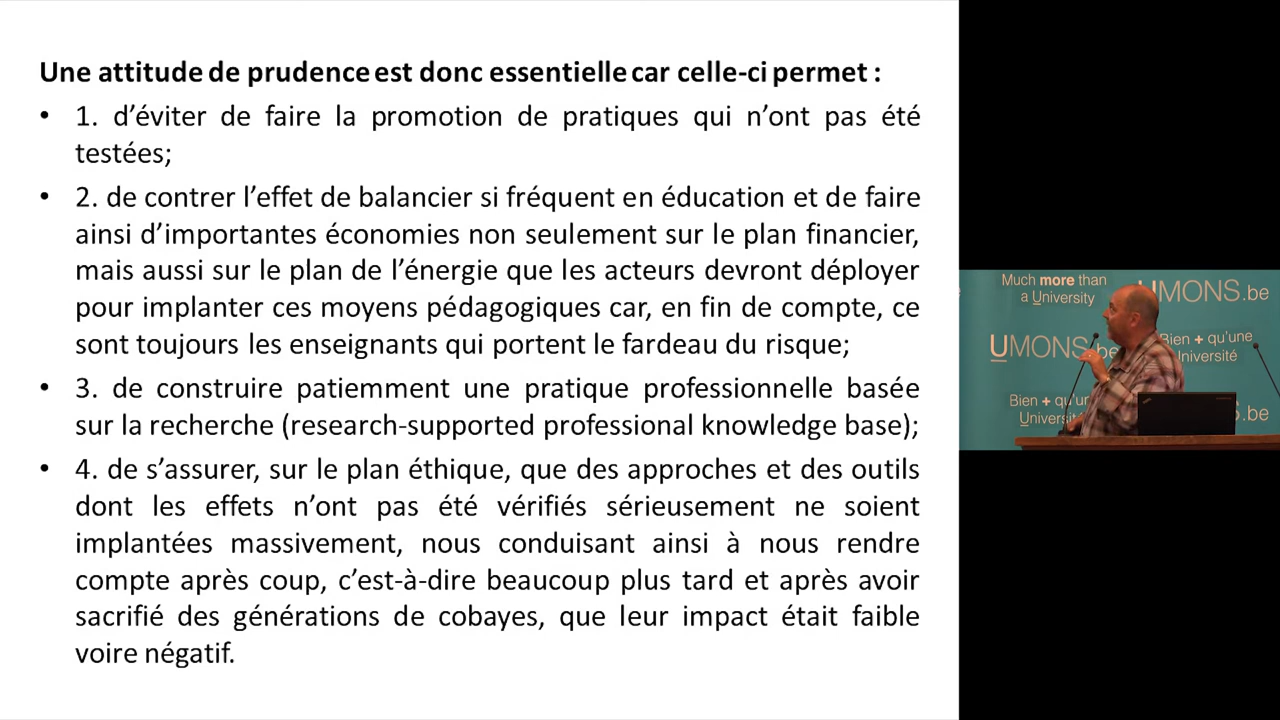 Une attitude de prudence est donc essentielle car celle-ci permet :
• 1. d’éviter de faire la promotion de pratiques qui n’ont pas été
testées;
• 2. de contrer l’effet de balancier si fréquent en éducation et de faire
ainsi d’importantes économies non seulement sur le plan financier,
mais aussi sur le plan de l’énergie que les acteurs devront déployer
pour implanter ces moyens pédagogiques car, en fin de compte, ce
sont toujours les enseignants qui portent le fardeau du risque;
• 3. de construire patiemment une pratique professionnelle basée
sur la recherche (research-supported professional knowledge base);
• 4. de s’assurer, sur le plan éthique, que des approches et des outils
dont les effets n’ont pas été vérifiés sérieusement ne soient
implantées massivement, nous conduisant ainsi à nous rendre
compte après coup, c’est-à-dire beaucoup plus tard et après avoir
sacrifié des générations de cobayes, que leur impact était faible
voire négatif.
Much more than
a University
UMONS.be
UMONS.be
Bien + qu’une
Université
Bien + qu’un
Université
.be